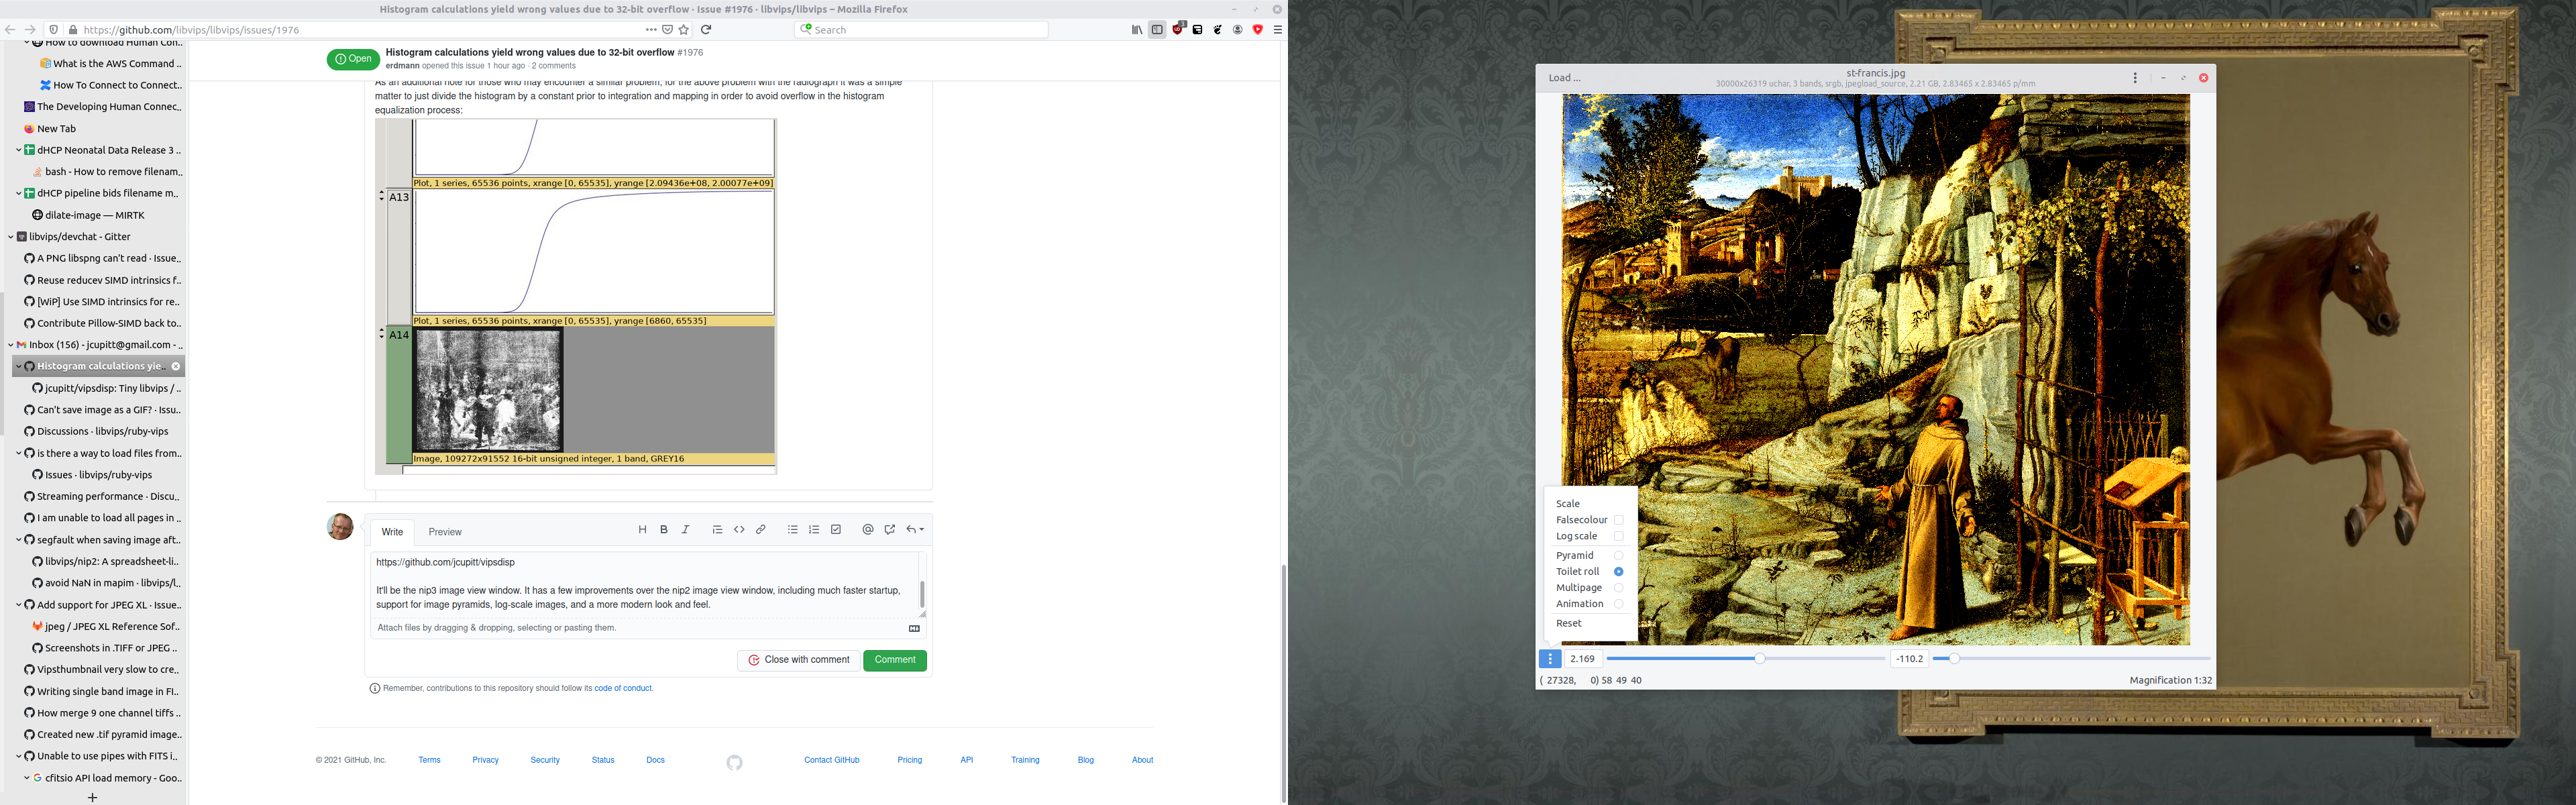 Histogram calculations yield wrong values due to 32-bit overflow · Issue #1976 · libvips/libvips – Mozilla Firefox
https://github.com/libvips/libvips/issues/1976
Search
How to download Human Con..
What is the AWS Command ..
How To Connect to Connect..
The Developing Human Connec..
New Tab
dHCP Neonatal Data Release 3 ..
bash - How to remove filenam..
dHCP pipeline bids filename m..
dilate-image — MIRTK
libvips/devchat - Gitter
A PNG libspng can't read · Issue..
Reuse reducev SIMD intrinsics f..
[WiP] Use SIMD intrinsics for re..
Contribute Pillow-SIMD back to..
Inbox (156) - jcupitt@gmail.com - ..
Histogram calculations yie..
jcupitt/vipsdisp: Tiny libvips / ..
Can't save image as a GIF? · Issu..
Discussions · libvips/ruby-vips
is there a way to load files from..
Issues · libvips/ruby-vips
Streaming performance · Discu..
I am unable to load all pages in ..
segfault when saving image aft..
libvips/nip2: A spreadsheet-li..
avoid NaN in mapim · libvips/l..
Add support for JPEG XL · Issue..
jpeg / JPEG XL Reference Sof..
Screenshots in .TIFF or JPEG ..
Vipsthumbnail very slow to cre..
Writing single band image in FI..
How merge 9 one channel tiffs ..
Created new .tif pyramid image..
Unable to use pipes with FITS i..
cfitsio API load memory - Goo..
Open
Histogram calculations yield wrong values due to 32-bit overflow #1976
erdmann opened this issue 1 hour ago · 2 comments
As an additional note for those who may encounter a similar problem, for the above problem with the radiograph it was a simple
matter to just divide the histogram by a constant prior to integration and mapping in order to avoid overflow in the histogram
equalization process:
Plot, 1 series, 65536 points, xrange [0, 65535], yrange [2.09436e+08, 2.00077e+09]
A13
Plot, 1 series, 65536 points, xrange [0, 65535], yrange [6860, 65535]
A14
Image, 109272x91552 16-bit unsigned integer, 1 band, GREY16
Write
Preview
https://github.com/jcupitt/vipsdisp
It'll be the nip3 image view window. It has a few improvements over the nip2 image view window, including much faster startup,
support for image pyramids, log-scale images, and a more modern look and feel.
Attach files by dragging & dropping, selecting or pasting them.
Close with comment
Comment
Remember, contributions to this repository should follow its code of conduct.
© 2021 GitHub, Inc.
Terms
Privacy
Security
Status
Docs
Contact GitHub
Pricing
API
Training
Blog
About
Load ...
st-francis.jpg
30000x26319 uchar, 3 bands, srgb, jpegload_source, 2.21 GB, 2.83465 x 2.83465 p/mm
Scale
Falsecolour
Log scale
Pyramid
Toilet roll
Multipage
Animation
Reset
2.169
-110.2
( 27328, 0) 58 49 40
Magnification 1:32